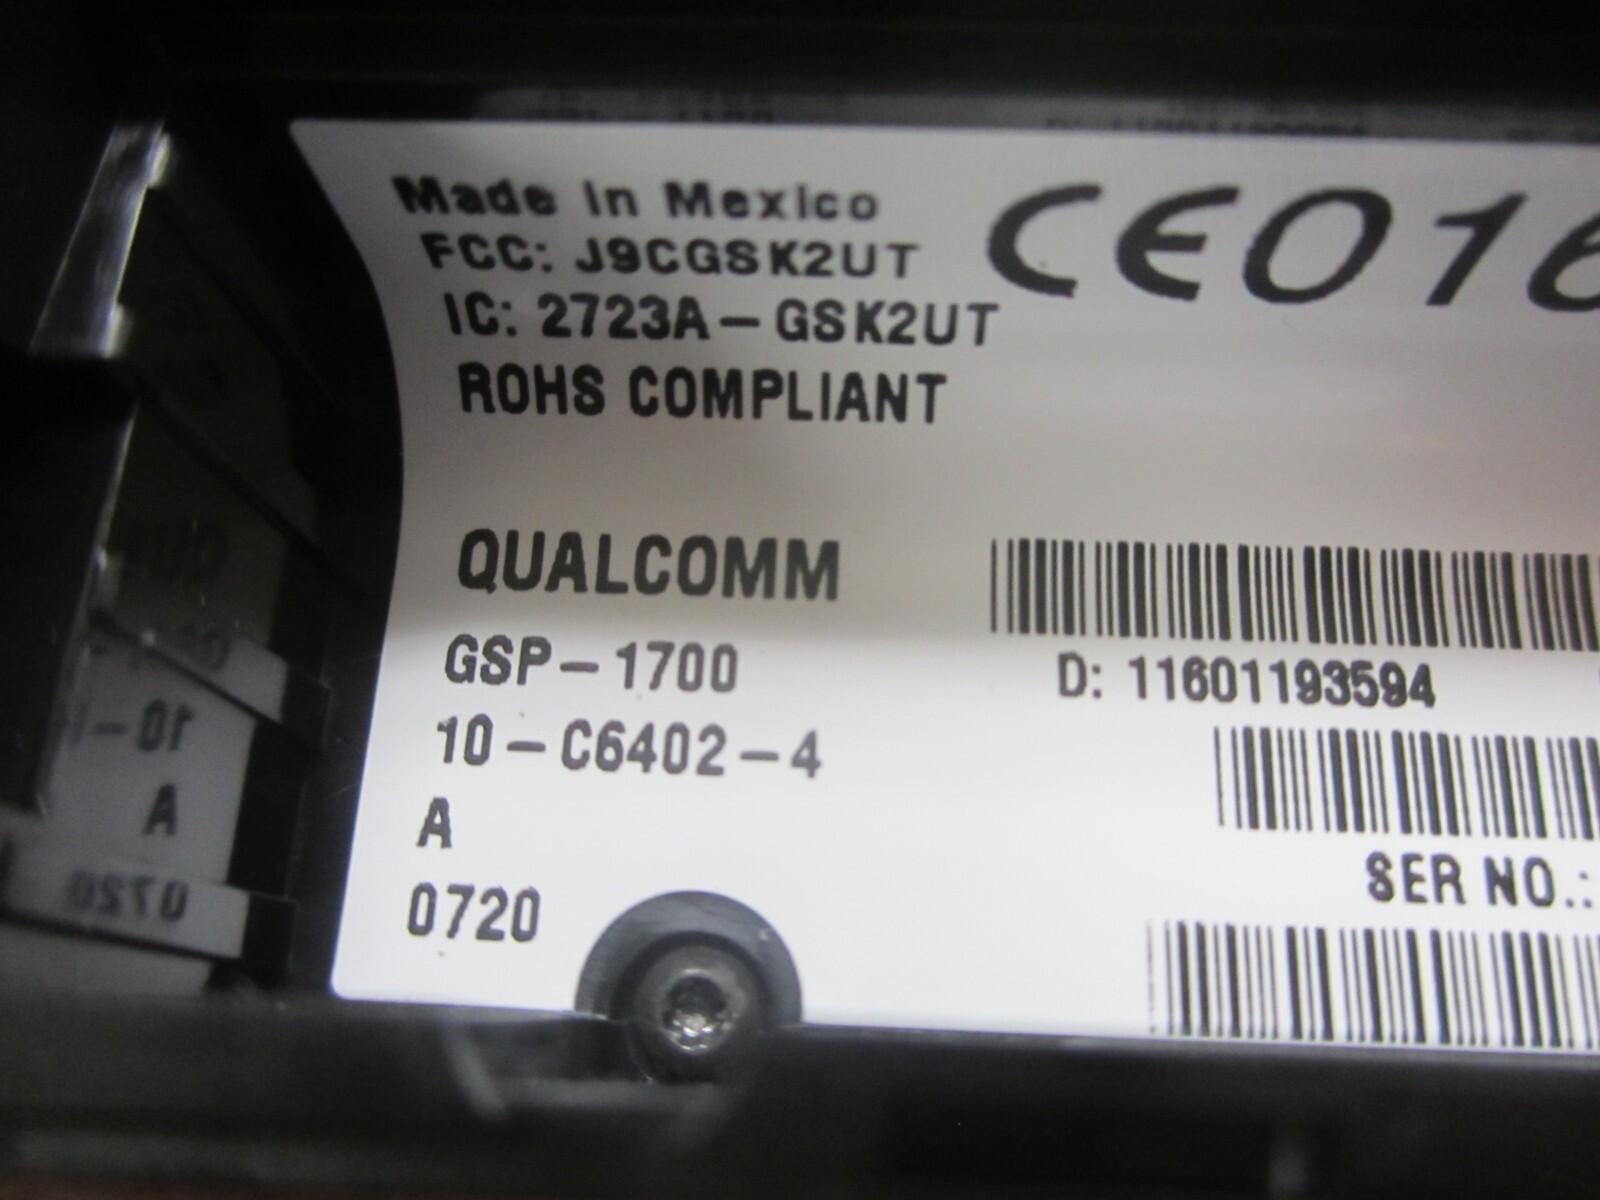 Made in Mexico
FCC: J9CGSK2UT
IC: 2723A-GSK2UT
ROHS COMPLIANT
CE016
QUALCOMM
GSP-1700
10-C6402-4
A
0720
D: 11601193594
SER NO.: